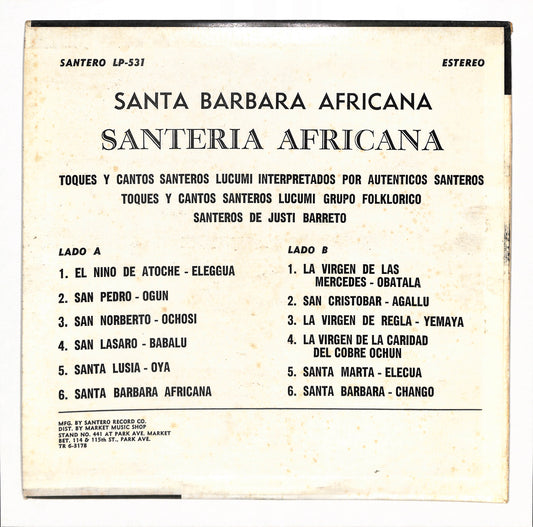 SANTERO LP-531
ESTEREO
SANTA BARBARA AFRICANA
SANTERIA AFRICANA
TOQUES Y CANTOS SANTEROS LUCUMI INTERPRETADOS POR AUTENTICOS SANTEROS
TOQUES Y CANTOS SANTEROS LUCUMI GRUPO FOLKLORICO
SANTEROS DE JUSTI BARRETO
LADO A
1. EL NINO DE ATOCHE - ELEGGUA
2. SAN PEDRO - OGUN
3. SAN NORBERTO - OCHOSI
4. SAN LASARO - BABALU
5. SANTA LUSIA - OYA
6. SANTA BARBARA AFRICANA
LADO B
1. LA VIRGEN DE LAS
MERCEDES - OBATALA
2. SAN CRISTOBAR - AGALLU
3. LA VIRGEN DE REGLA - YEMAYA
4. LA VIRGEN DE LA CARIDAD
DEL COBRE OCHUN
5. SANTA MARTA - ELECUA
6. SANTA BARBARA - CHANGO
MFG. BY SANTERO RECORD CO.
DIST. BY MARKET MUSIC SHOP
STAND NO. 441 AT PARK AVE. MARKET
BET. 114 & 115th ST., PARK AVE.
TR 6-5178